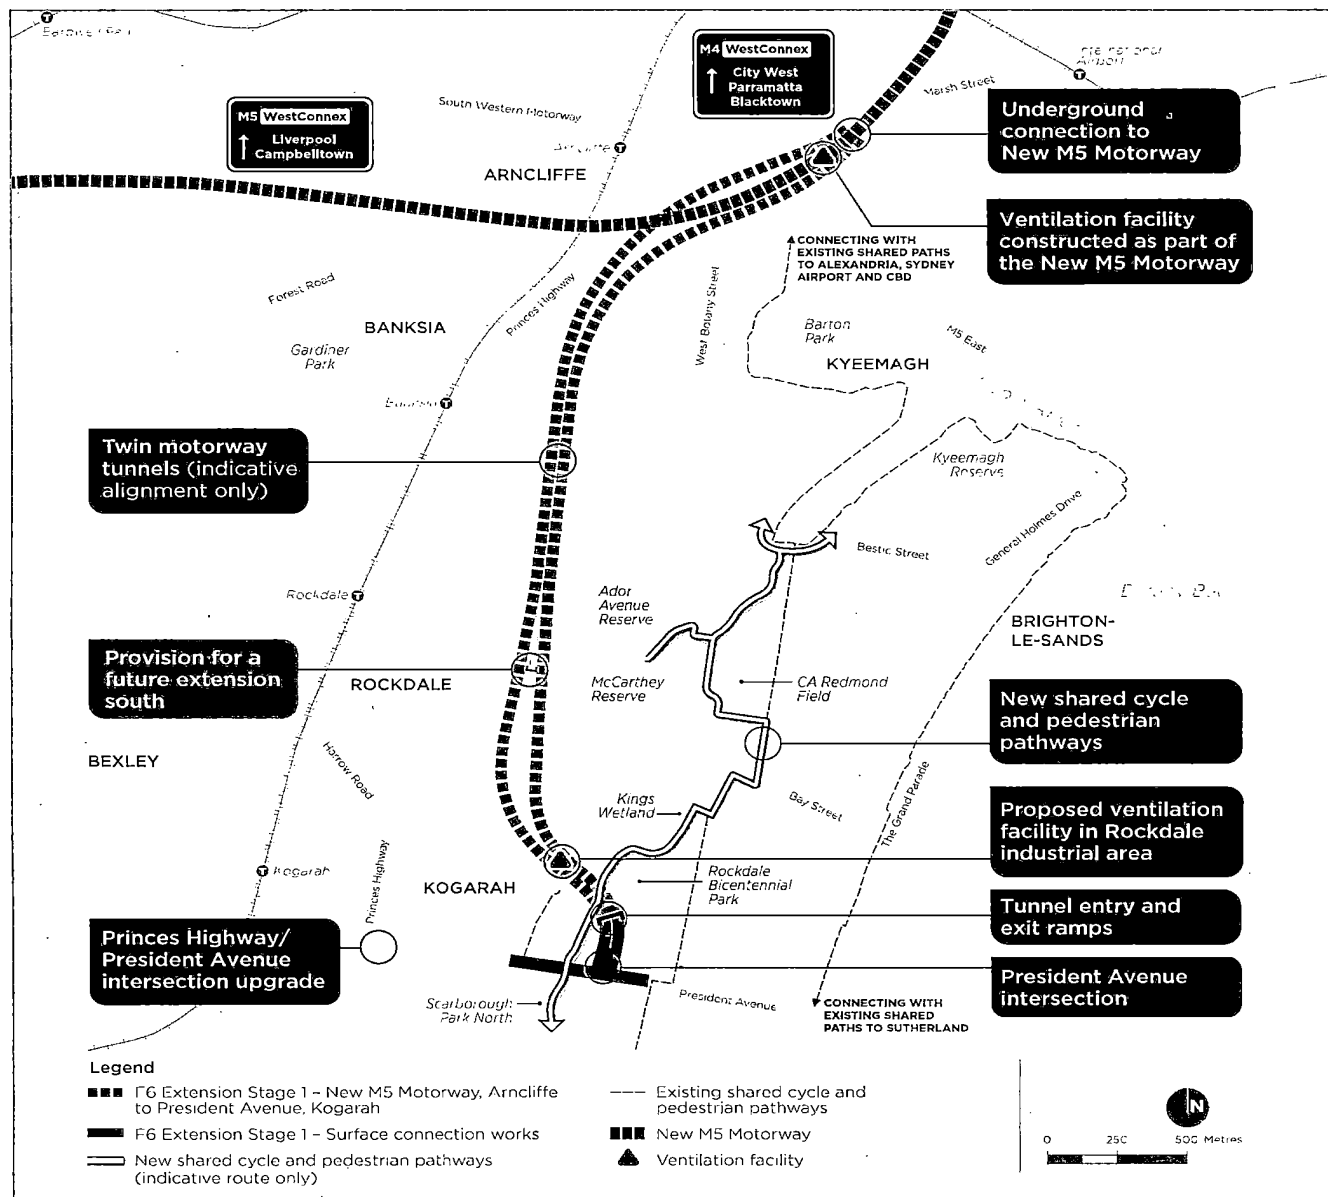 International
Airport
M4 WestConnex
City West
Parramatta
Blacktown
Marsh Street
M5 WestConnex
Liverpool
Campbelltown
South Western Motorway
Arncliffe
ARNCLIFFE
Underground
connection to
New M5 Motorway
Ventilation facility
constructed as part of
the New M5 Motorway
CONNECTING WITH
EXISTING SHARED PATHS
TO ALEXANDRIA, SYDNEY
AIRPORT AND CBD
Forest Road
Princes Highway
West Botany Street
BANKSIA
Gardiner
Park
Barton
Park
M5 East
KYEEMAGH
Banksia
Twin motorway
tunnels (indicative
alignment only)
Kyeemagh
Reserve
General Holmes Drive
Bestic Street
Rockdale
Ador
Avenue
Reserve
BRIGHTON-
LE-SANDS
Provision for a
future extension
south
ROCKDALE
McCarthey
Reserve
CA Redmond
Field
New shared cycle
and pedestrian
pathways
BEXLEY
Harrow Road
Kings
Wetland
Bay Street
The Grand Parade
Proposed ventilation
facility in Rockdale
industrial area
Kogarah
Princes Highway
KOGARAH
Rockdale
Bicentennial
Park
Tunnel entry and
exit ramps
Princes Highway/
President Avenue
intersection upgrade
President Avenue
intersection
Scarborough
Park North
President Avenue
CONNECTING WITH
EXISTING SHARED
PATHS TO SUTHERLAND
Legend
F6 Extension Stage 1 – New M5 Motorway, Arncliffe
to President Avenue, Kogarah
F6 Extension Stage 1 – Surface connection works
New shared cycle and pedestrian pathways
(indicative route only)
Existing shared cycle and
pedestrian pathways
New M5 Motorway
Ventilation facility
N
0 250 500 Metres